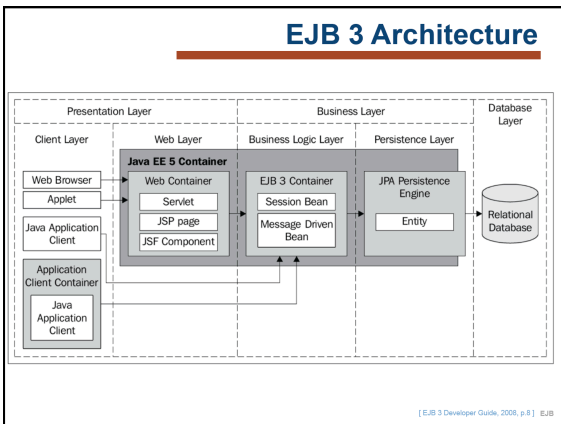 EJB 3 Architecture
Presentation Layer
Business Layer
Database
Layer
Client Layer
Web Layer
Business Logic Layer
Persistence Layer
Java EE 5 Container
Web Browser
Applet
Java Application
Client
Application
Client Container
Java
Application
Client
Web Container
Servlet
JSP page
JSF Component
EJB 3 Container
Session Bean
Message Driven
Bean
JPA Persistence
Engine
Entity
Relational
Database
[ EJB 3 Developer Guide, 2008, p.8 ] EJB